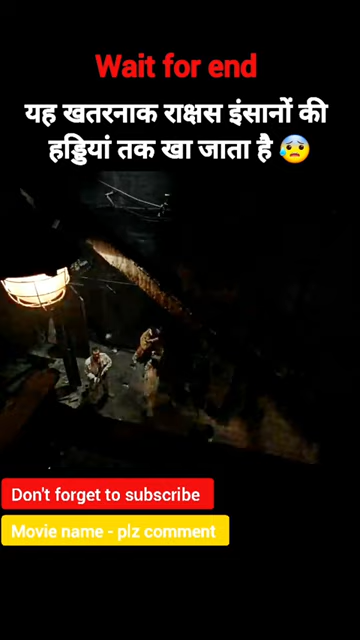 Wait for end
यह खतरनाक राक्षस इंसानों की
हड्डियां तक खा जाता है 😰
Don't forget to subscribe
Movie name - plz comment